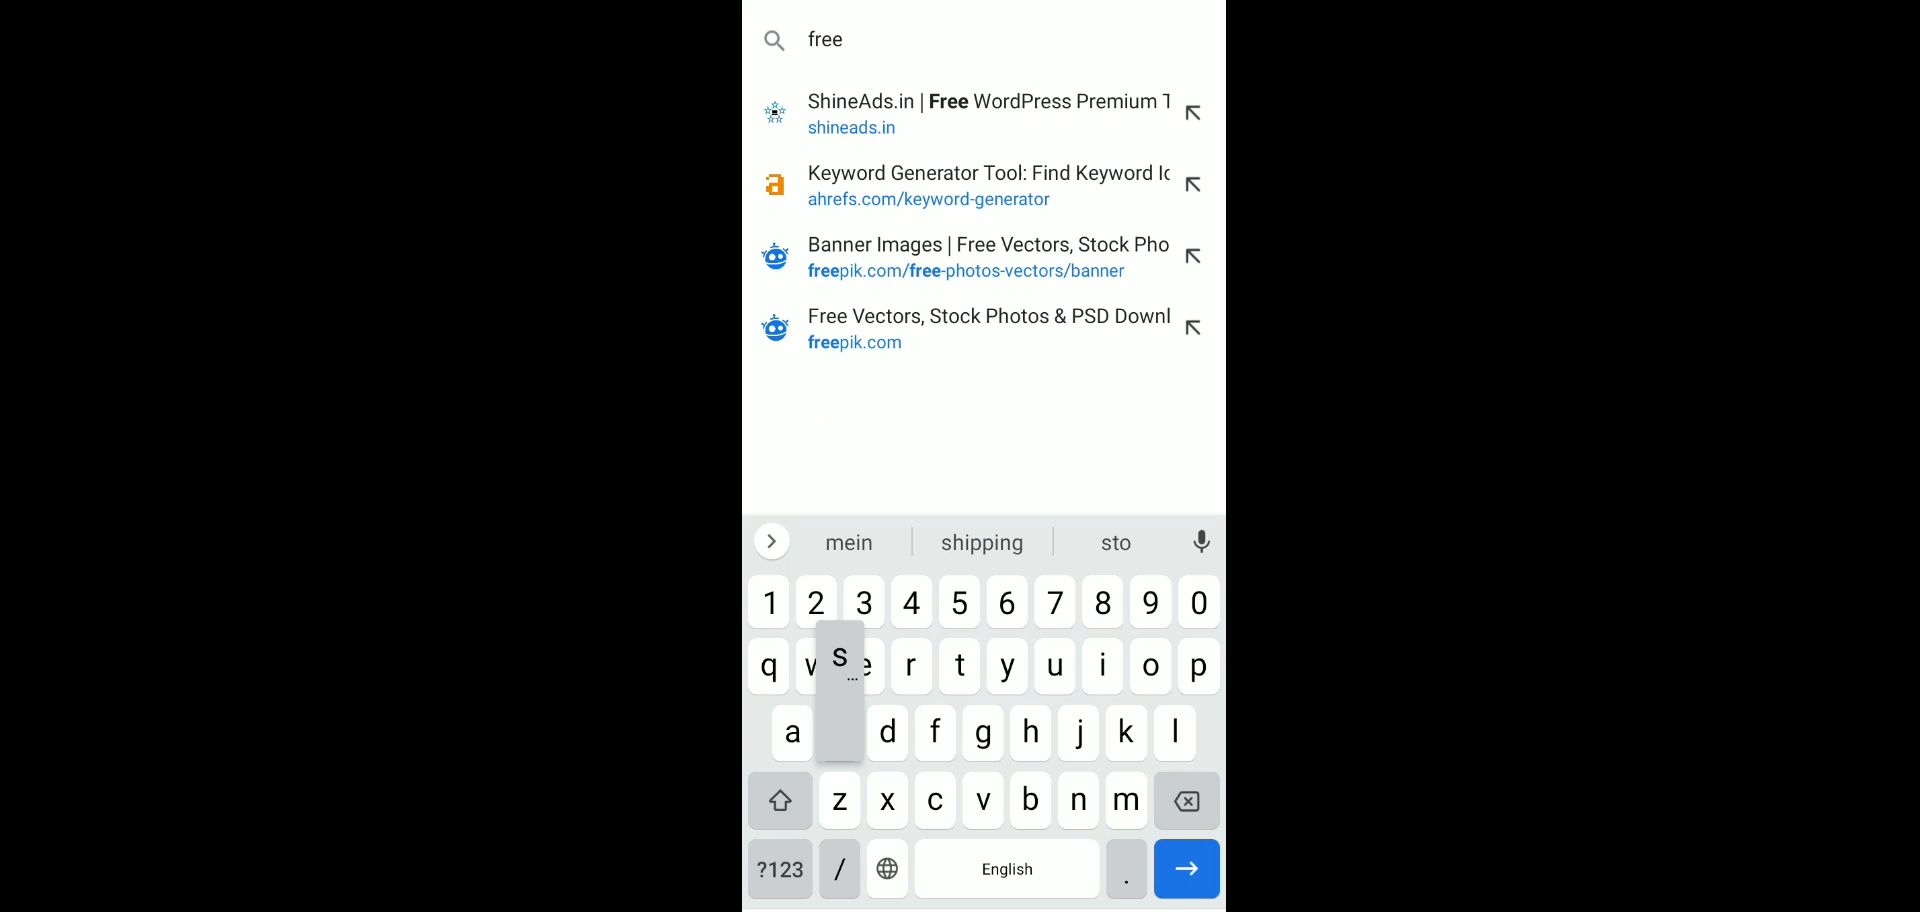 free
ShineAds.in | Free WordPress Premium T
shineads.in
Keyword Generator Tool: Find Keyword Id
ahrefs.com/keyword-generator
Banner Images | Free Vectors, Stock Pho
freepik.com/free-photos-vectors/banner
Free Vectors, Stock Photos & PSD Downl
freepik.com
mein shipping sto
1 2 3 4 5 6 7 8 9 0
q w e r t y u i o p
s
a d f g h j k l
z x c v b n m
?123 / English .